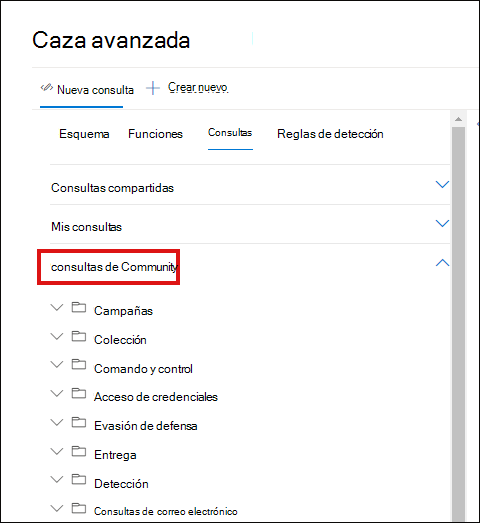 Caza avanzada
Nueva consulta Crear nuevo
Esquema Funciones Consultas Reglas de detección
Consultas compartidas
Mis consultas
consultas de Community
Campañas
Colección
Comando y control
Acceso de credenciales
Evasión de defensa
Entrega
Detección
Consultas de correo electrónico